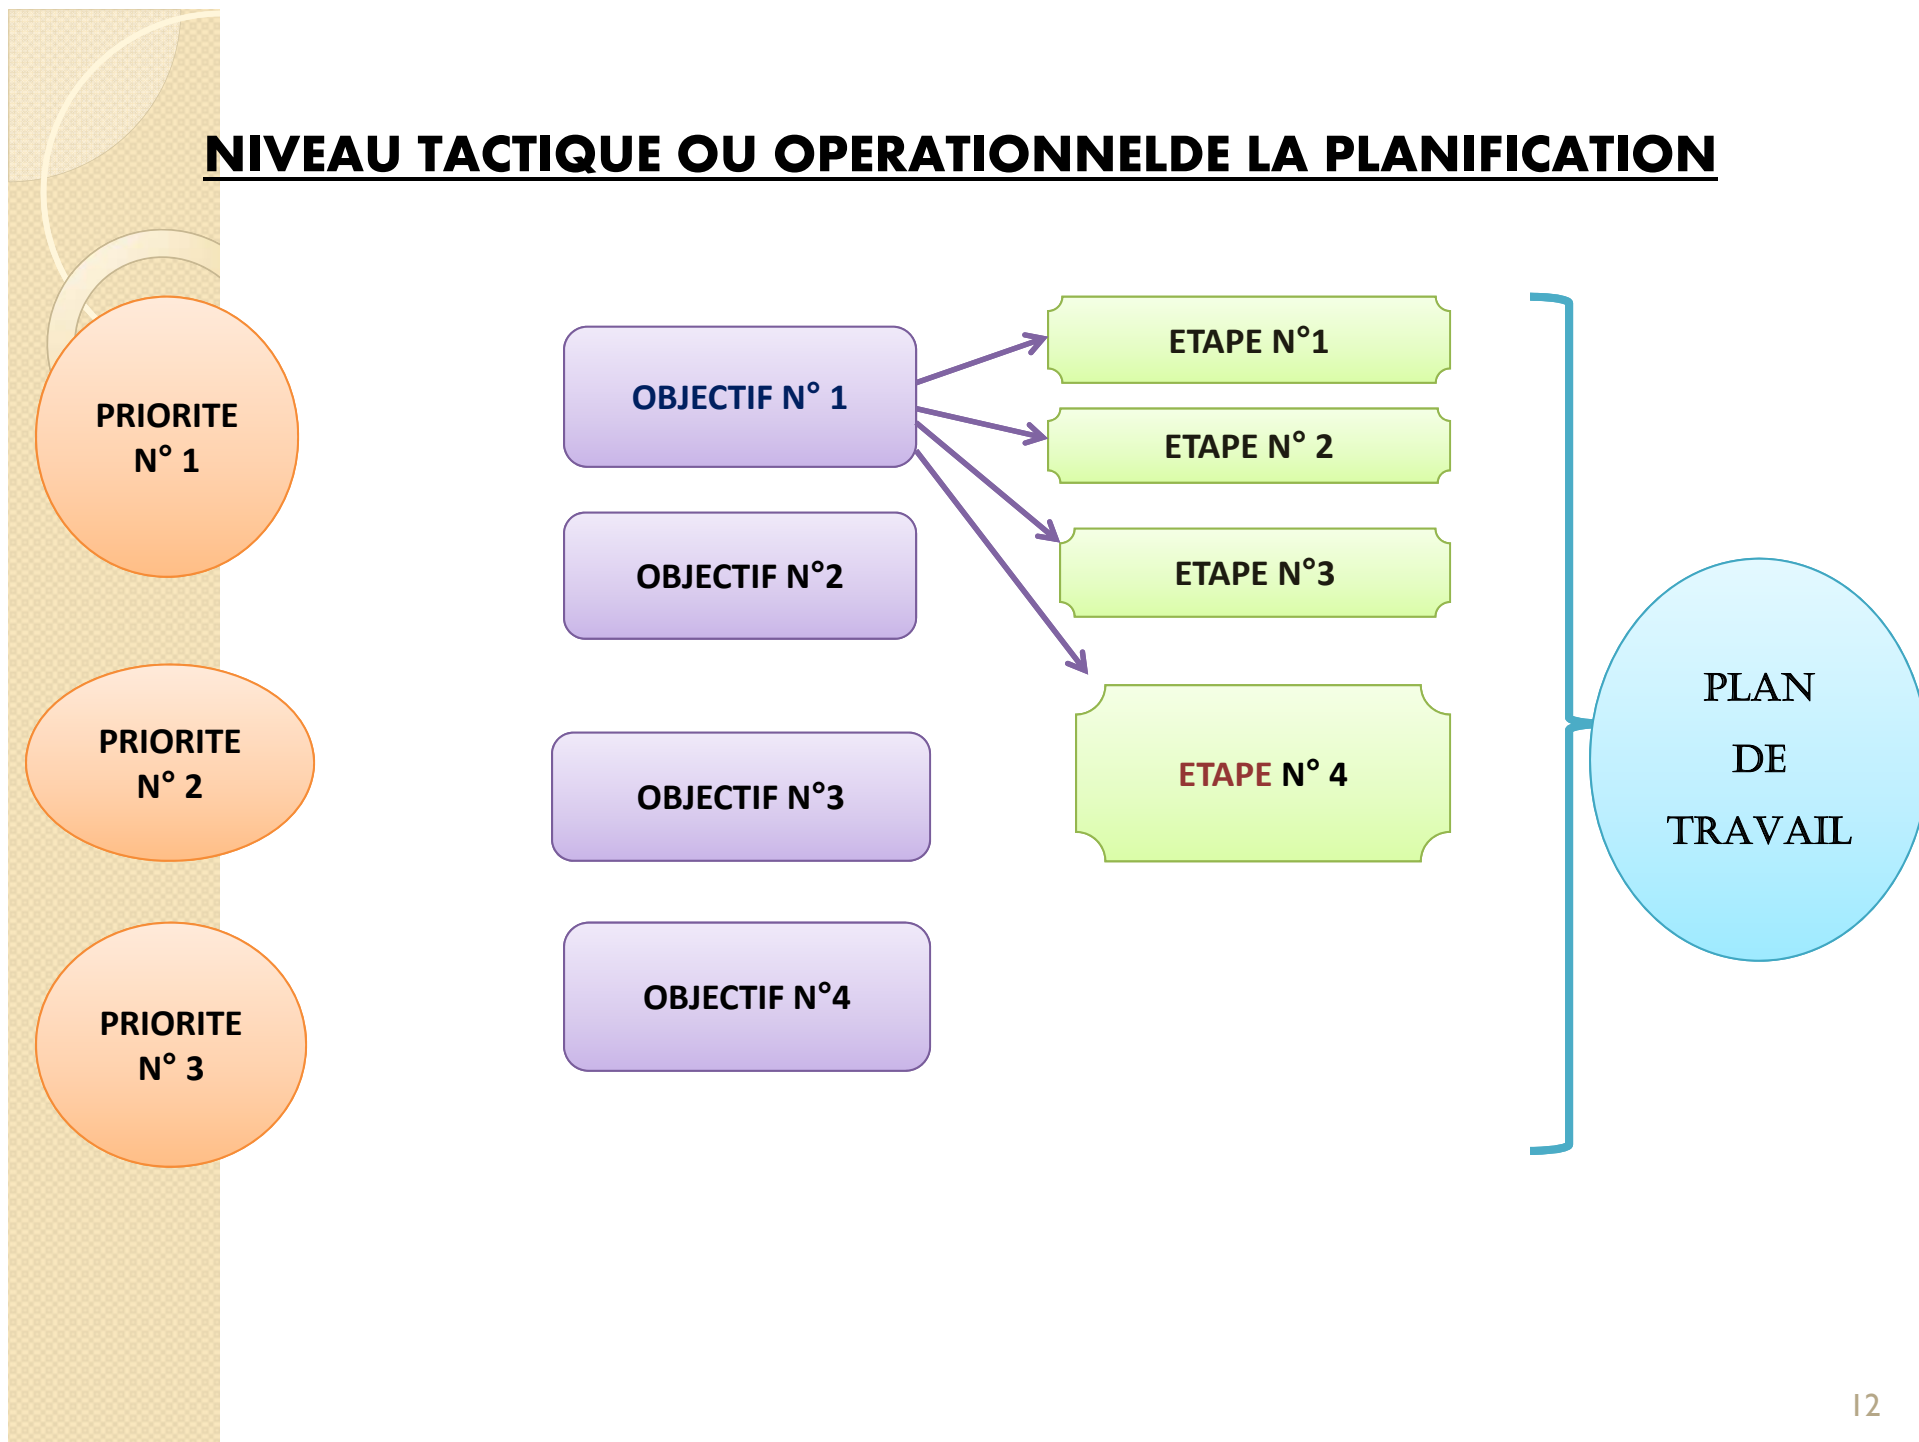 NIVEAU TACTIQUE OU OPERATIONNELDE LA PLANIFICATION
PRIORITE
N° 1
PRIORITE
N° 2
PRIORITE
N° 3
OBJECTIF N° 1
OBJECTIF N°2
OBJECTIF N°3
OBJECTIF N°4
ETAPE N°1
ETAPE N° 2
ETAPE N°3
ETAPE N° 4
PLAN
DE
TRAVAIL
12